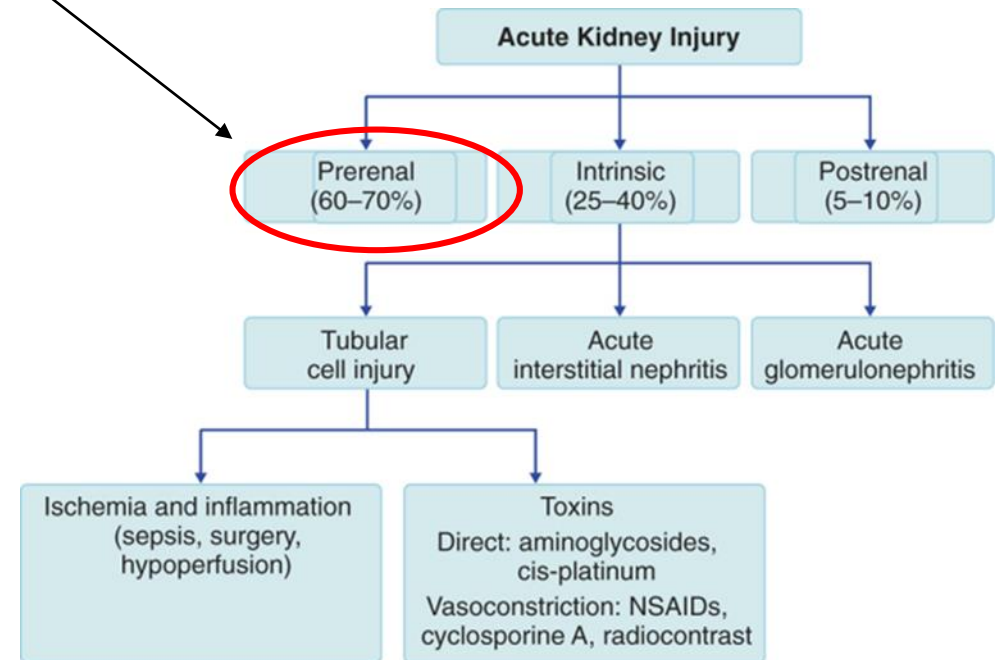 Acute Kidney Injury
Prerenal
(60–70%)
Intrinsic
(25–40%)
Postrenal
(5–10%)
Tubular
cell injury
Acute
interstitial nephritis
Acute
glomerulonephritis
Ischemia and inflammation
(sepsis, surgery,
hypoperfusion)
Toxins
Direct: aminoglycosides,
cis-platinum
Vasoconstriction: NSAIDs,
cyclosporine A, radiocontrast